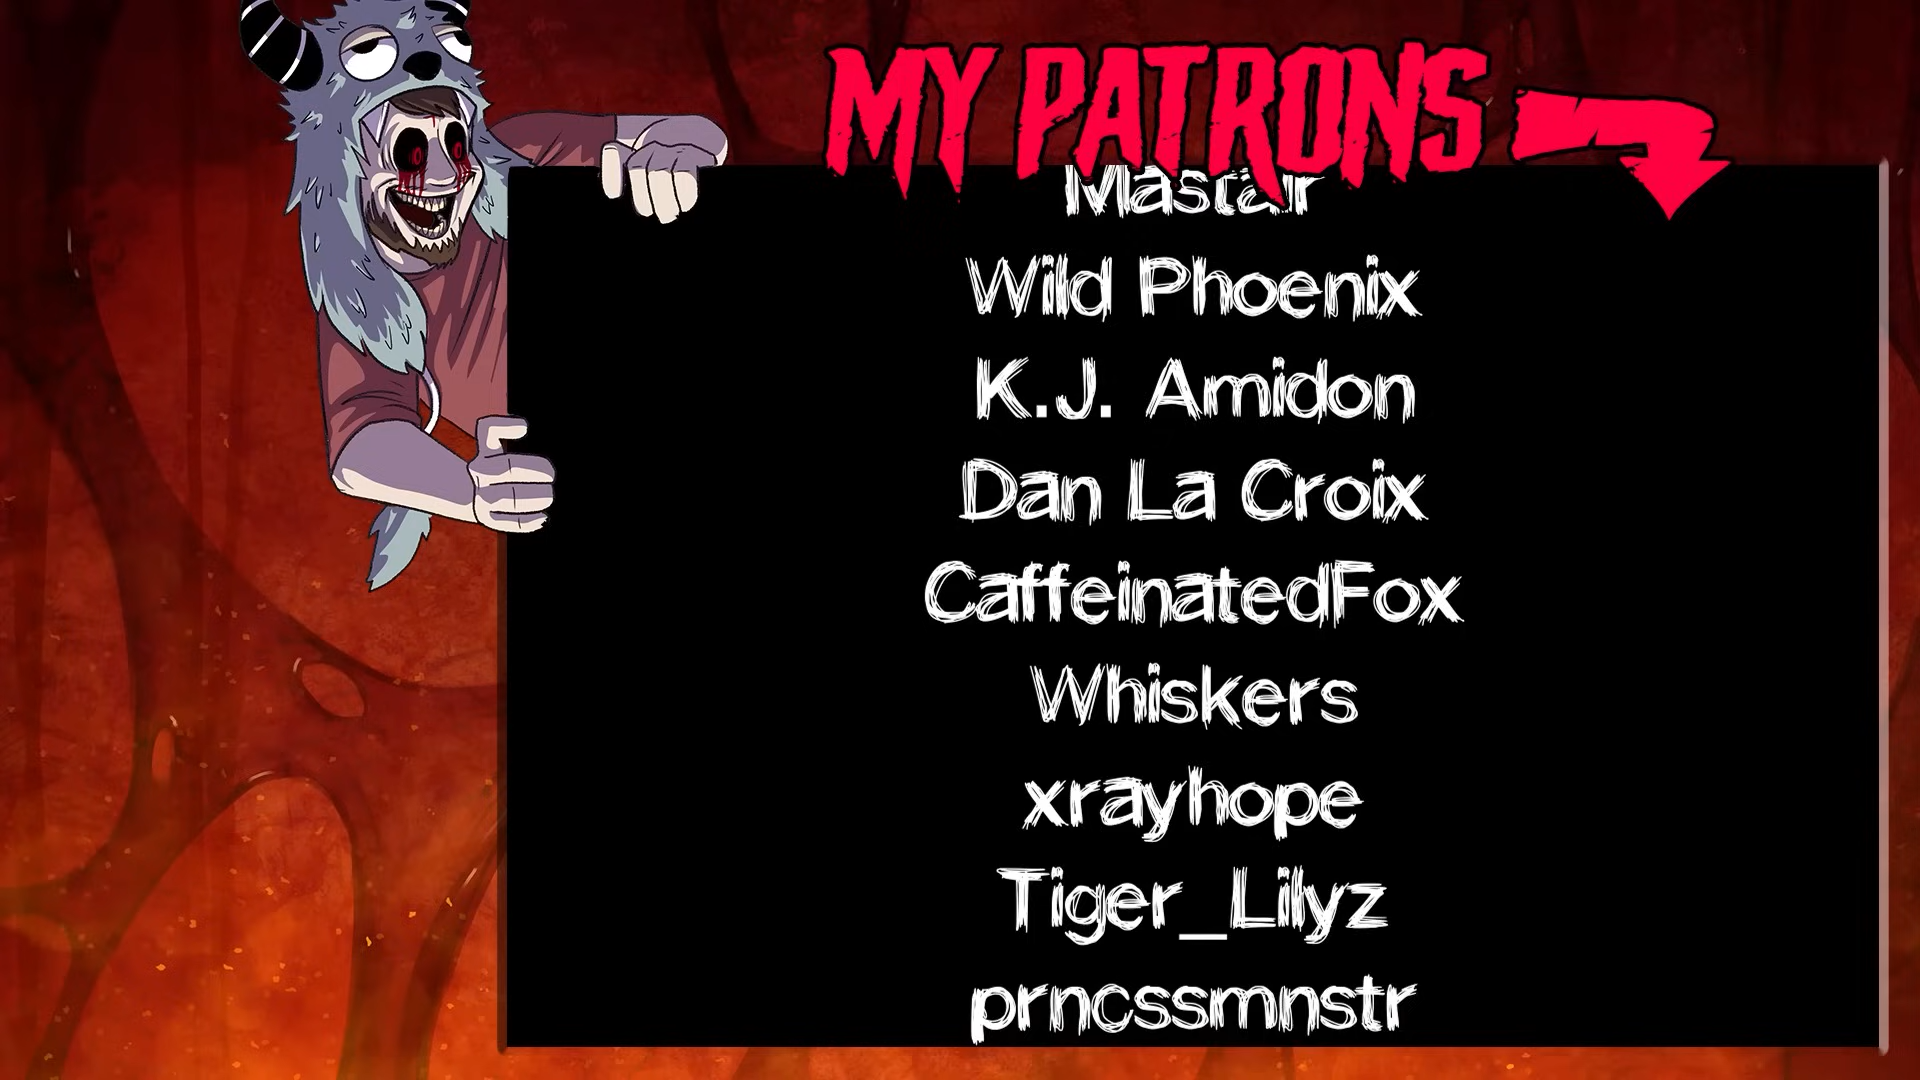 MY PATRONS
Wild Phoenix
K.J. Amidon
Dan La Croix
CaffeinatedFox
Whiskers
xrayhope
Tiger_Lilyz
prncssmnstr